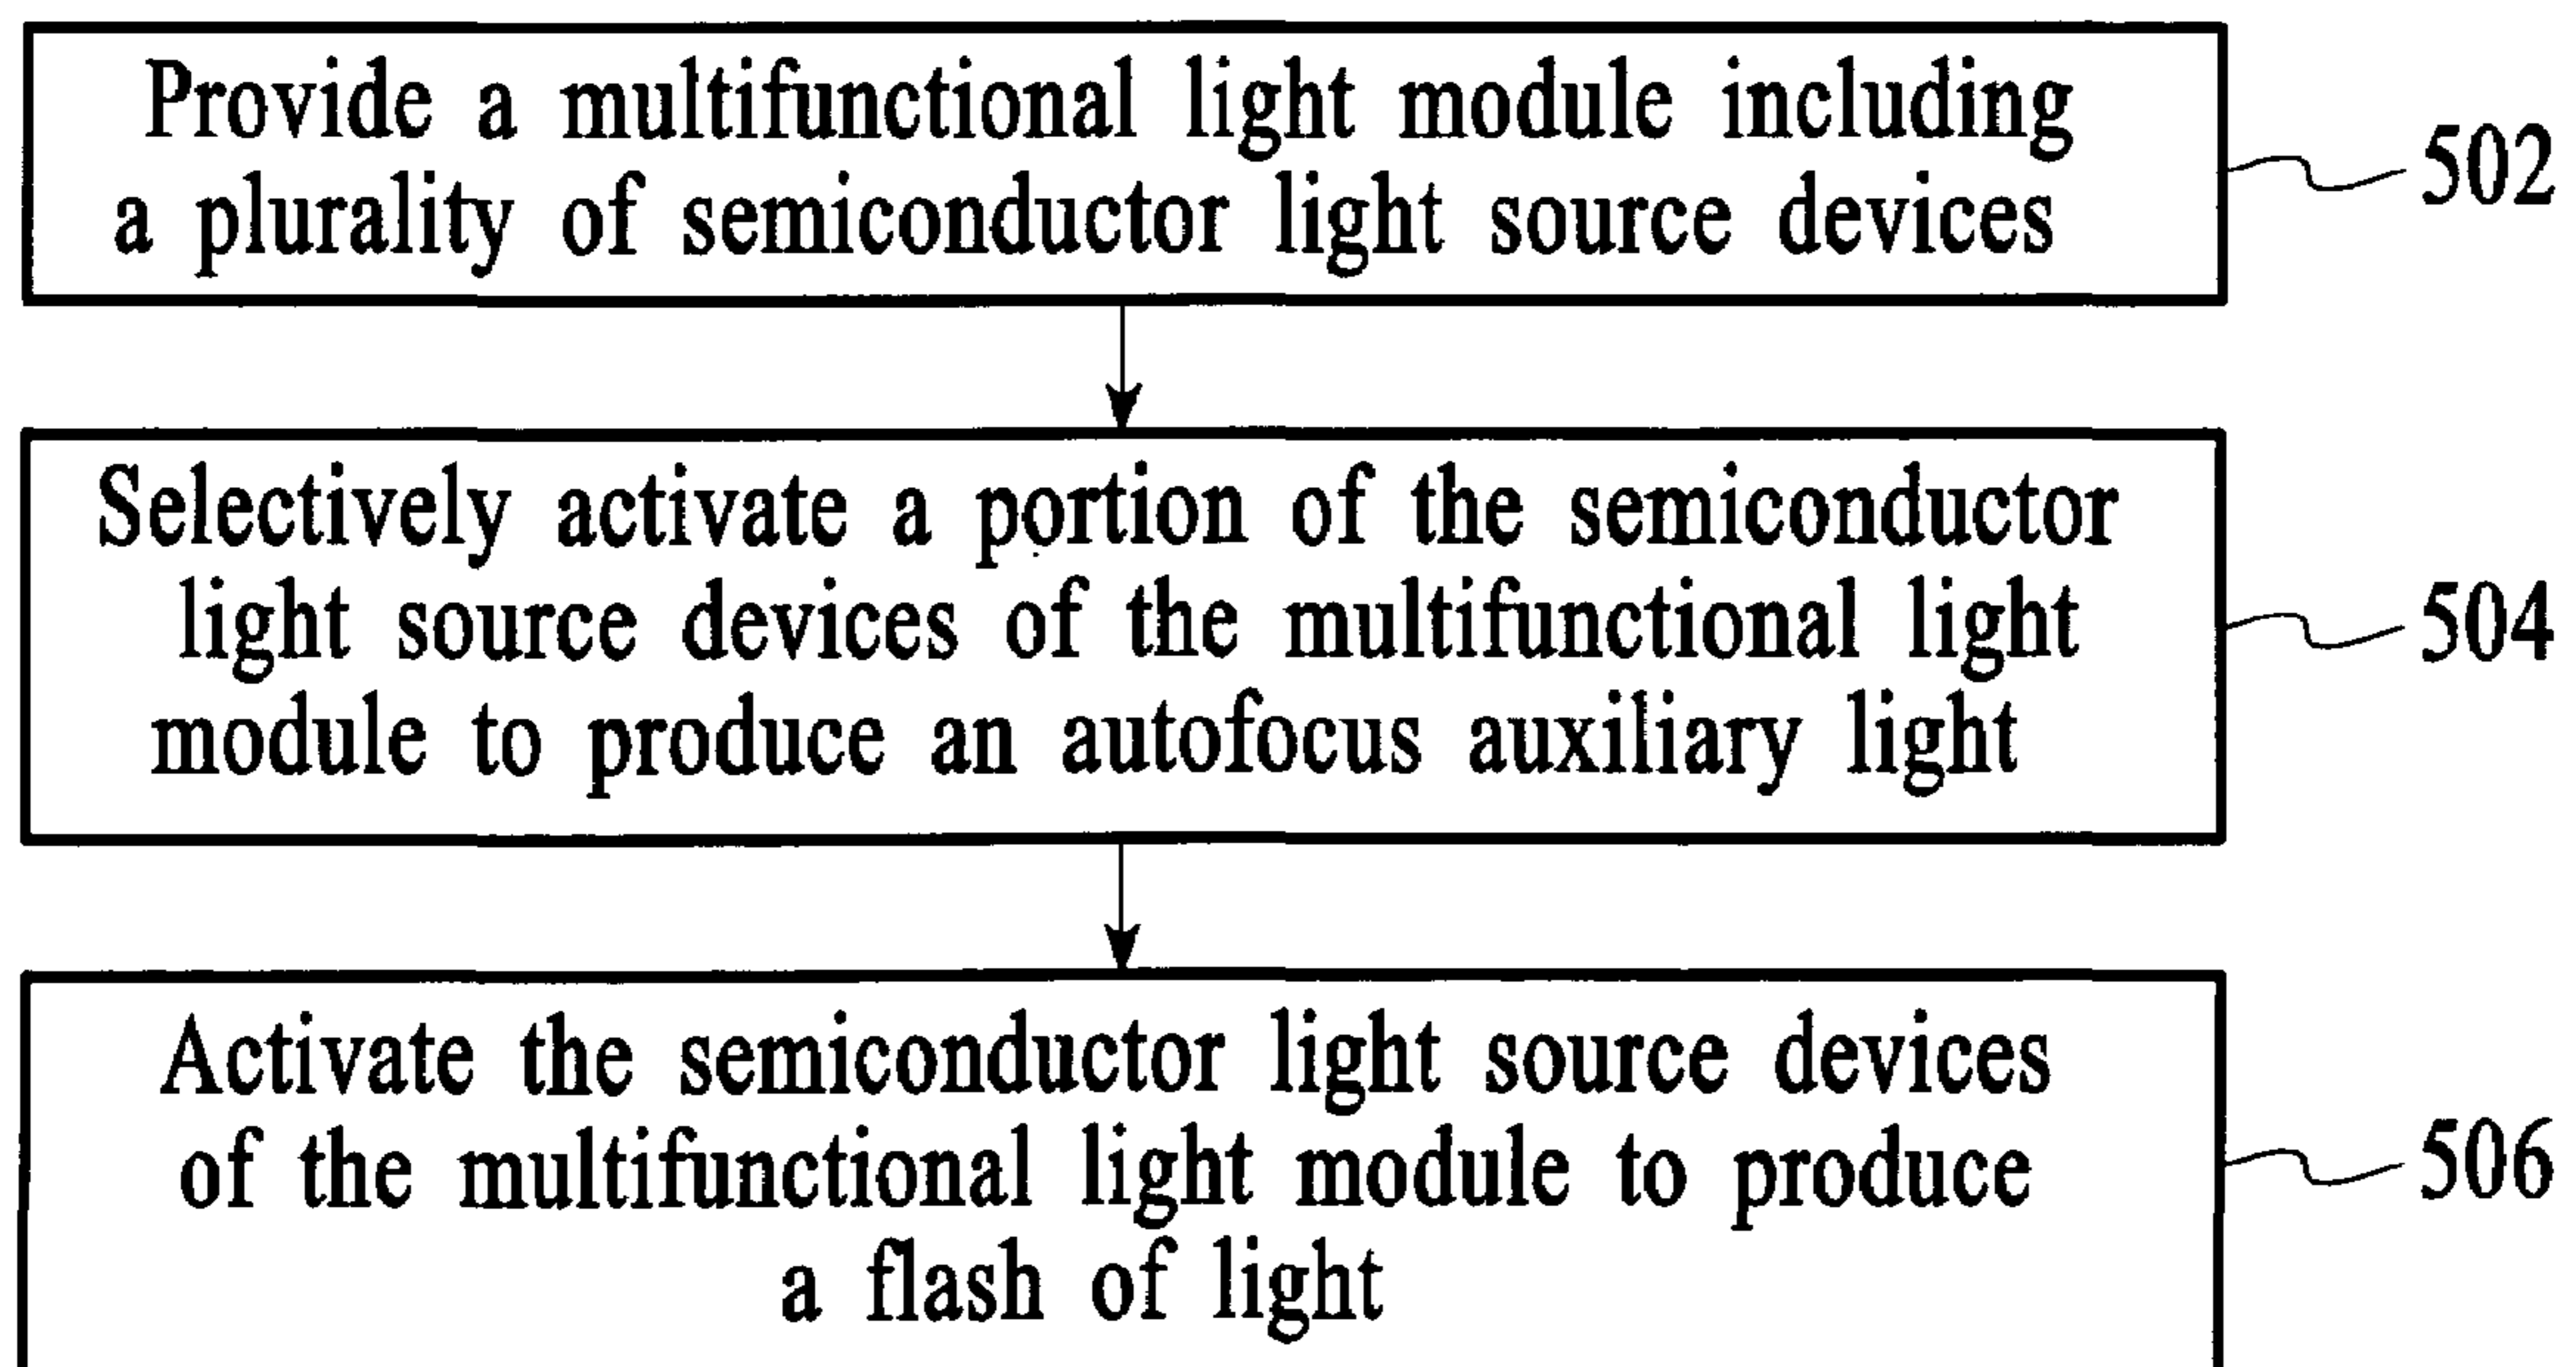 Provide a multifunctional light module including
a plurality of semiconductor light source devices
502
Selectively activate a portion of the semiconductor
light source devices of the multifunctional light
module to produce an autofocus auxiliary light
504
Activate the semiconductor light source devices
of the multifunctional light module to produce
a flash of light
506